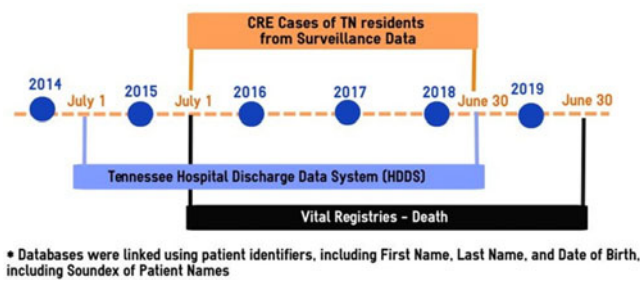 CRE Cases of TN residents
from Surveillance Data
2014
July 1
2015
July 1
2016
2017
2018
June 30
2019
June 30
Tennessee Hospital Discharge Data System (HDDS)
Vital Registries - Death
* Databases were linked using patient identifiers, including First Name, Last Name, and Date of Birth,
including Soundex of Patient Names